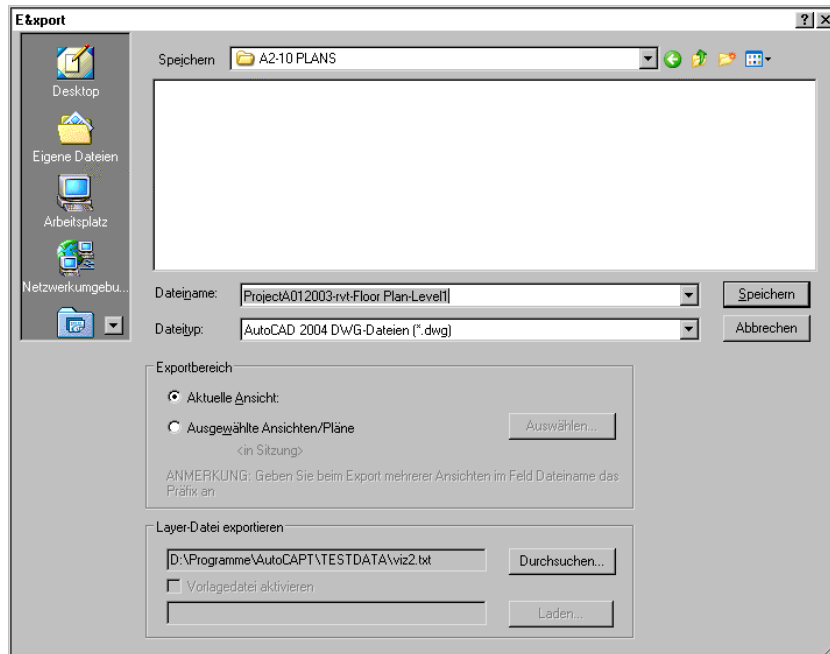 E&xport
Desktop
Eigene Dateien
Arbeitsplatz
Netzwerkumgebu...
Speichern
A2-10 PLANS
Dateiname:
ProjectA012003-rvt-Floor Plan-Level1
Speichern
Dateityp:
AutoCAD 2004 DWG-Dateien (*.dwg)
Abbrechen
Exportbereich
Aktuelle Ansicht:
Ausgewählte Ansichten/Pläne
Auswählen...
<in Sitzung>
ANMERKUNG: Geben Sie beim Export mehrerer Ansichten im Feld Dateiname das
Präfix an
Layer-Datei exportieren
D:\Programme\AutoCAPT\TESTDATA\viz2.txt
Durchsuchen...
Vorlagedatei aktivieren
Laden...